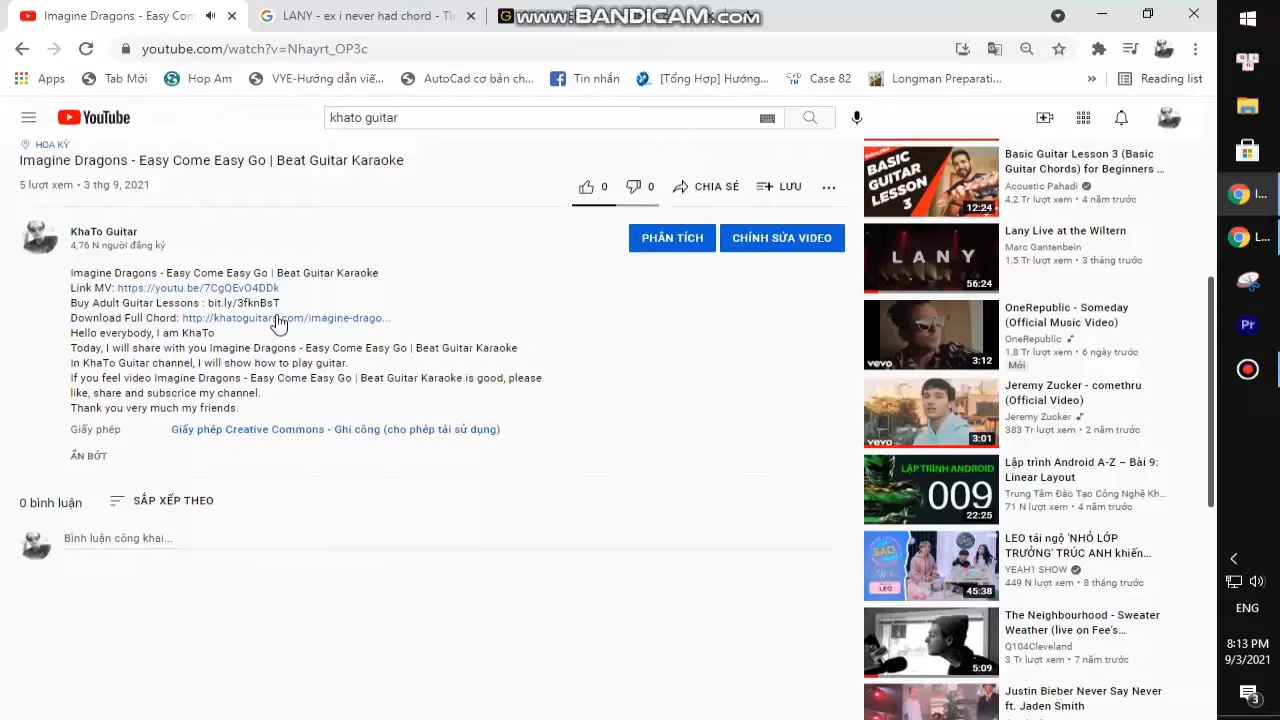 Imagine Dragons - Easy Com
LANY - ex i never had chord - T
www.BANDICAM.com
youtube.com/watch?v=Nhayrt_OP3c
Apps
Tab Mới
Hop Am
VYE-Hướng dẫn viế...
AutoCad cơ bản ch...
Tin nhắn
[Tổng Hợp] Hướng...
Case 82
Longman Preparati...
»
Reading list
YouTube
khato guitar
HOA KỲ
Imagine Dragons - Easy Come Easy Go | Beat Guitar Karaoke
5 lượt xem • 3 thg 9, 2021
0
0
CHIA SẺ
LƯU
KhaTo Guitar
4,76 N người đăng ký
PHÂN TÍCH
CHỈNH SỬA VIDEO
Imagine Dragons - Easy Come Easy Go | Beat Guitar Karaoke
Link MV: https://youtu.be/7CgQEvO4DDk
Buy Adult Guitar Lessons : bit.ly/3fknBsT
Download Full Chord: http://khatoguitar.com/imagine-drago...
Hello everybody, I am KhaTo
Today, I will share with you Imagine Dragons - Easy Come Easy Go | Beat Guitar Karaoke
In KhaTo Guitar channel, I will show how to play guitar.
If you feel video Imagine Dragons - Easy Come Easy Go | Beat Guitar Karaoke is good, please
like, share and subscrice my channel.
Thank you very much my friends.
Giấy phép
Giấy phép Creative Commons - Ghi công (cho phép tái sử dụng)
ẨN BỚT
0 bình luận
SẮP XẾP THEO
Bình luận công khai...
BASIC
GUITAR
LESSON
3
12:24
Basic Guitar Lesson 3 (Basic
Guitar Chords) for Beginners ...
Acoustic Pahadi
4,2 Tr lượt xem • 4 năm trước
LANY
56:24
Lany Live at the Wiltern
Marc Gantenbein
1,5 Tr lượt xem • 3 tháng trước
vevo
3:12
OneRepublic - Someday
(Official Music Video)
OneRepublic
1,8 Tr lượt xem • 6 ngày trước
Mới
vevo
3:01
Jeremy Zucker - comethru
(Official Video)
Jeremy Zucker
383 Tr lượt xem • 2 năm trước
LẬP TRÌNH ANDROID
009
22:25
Lập trình Android A-Z – Bài 9:
Linear Layout
Trung Tâm Đào Tạo Công Nghệ Kh...
71 N lượt xem • 4 năm trước
SAO
LEO
45:38
LEO tái ngộ 'NHỎ LỚP
TRƯỞNG' TRÚC ANH khiến...
YEAH1 SHOW
449 N lượt xem • 8 tháng trước
5:09
The Neighbourhood - Sweater
Weather (live on Fee's...
Q104Cleveland
3 Tr lượt xem • 7 năm trước
Justin Bieber Never Say Never
ft. Jaden Smith
I...
L...
Pr
ENG
8:13 PM
9/3/2021
3